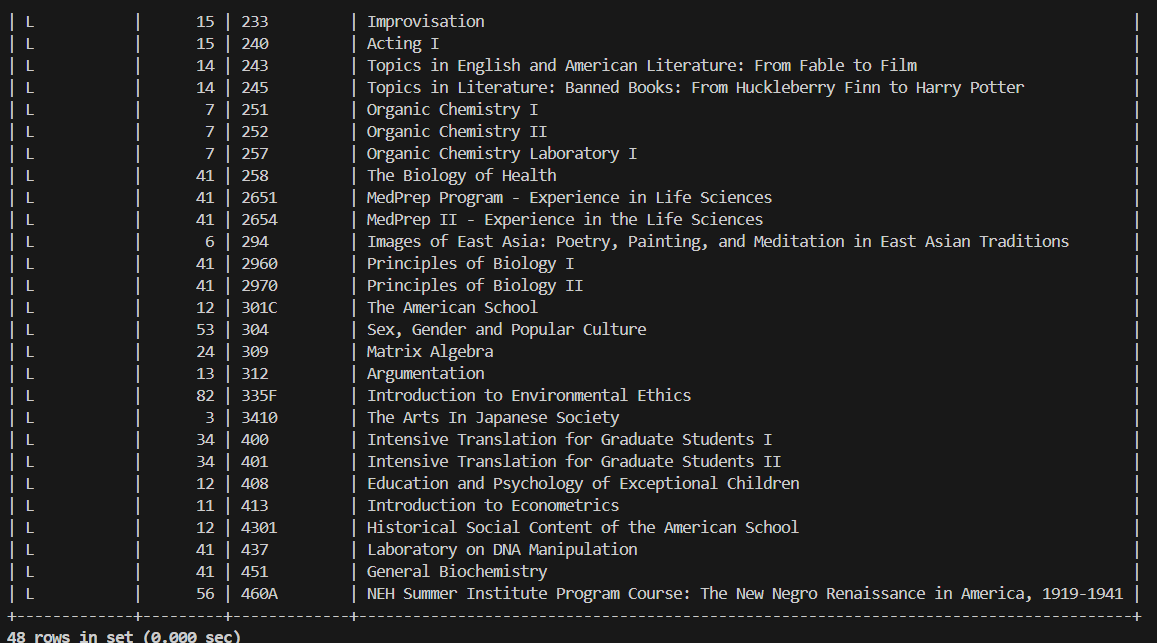 | L           |      15 | 233         | Improvisation                                                                        |
| L           |      15 | 240         | Acting I                                                                             |
| L           |      14 | 243         | Topics in English and American Literature: From Fable to Film                        |
| L           |      14 | 245         | Topics in Literature: Banned Books: From Huckleberry Finn to Harry Potter            |
| L           |       7 | 251         | Organic Chemistry I                                                                  |
| L           |       7 | 252         | Organic Chemistry II                                                                 |
| L           |       7 | 257         | Organic Chemistry Laboratory I                                                       |
| L           |      41 | 258         | The Biology of Health                                                                |
| L           |      41 | 2651        | MedPrep Program - Experience in Life Sciences                                        |
| L           |      41 | 2654        | MedPrep II - Experience in the Life Sciences                                         |
| L           |       6 | 294         | Images of East Asia: Poetry, Painting, and Meditation in East Asian Traditions       |
| L           |      41 | 2960        | Principles of Biology I                                                              |
| L           |      41 | 2970        | Principles of Biology II                                                             |
| L           |      12 | 301C        | The American School                                                                  |
| L           |      53 | 304         | Sex, Gender and Popular Culture                                                      |
| L           |      24 | 309         | Matrix Algebra                                                                       |
| L           |      13 | 312         | Argumentation                                                                        |
| L           |      82 | 335F        | Introduction to Environmental Ethics                                                 |
| L           |       3 | 3410        | The Arts In Japanese Society                                                         |
| L           |      34 | 400         | Intensive Translation for Graduate Students I                                        |
| L           |      34 | 401         | Intensive Translation for Graduate Students II                                       |
| L           |      12 | 408         | Education and Psychology of Exceptional Children                                     |
| L           |      11 | 413         | Introduction to Econometrics                                                         |
| L           |      12 | 4301        | Historical Social Content of the American School                                     |
| L           |      41 | 437         | Laboratory on DNA Manipulation                                                       |
| L           |      41 | 451         | General Biochemistry                                                                 |
| L           |      56 | 460A        | NEH Summer Institute Program Course: The New Negro Renaissance in America, 1919-1941 |
+-------------+---------+-------------+--------------------------------------------------------------------------------------+
48 rows in set (0.000 sec)